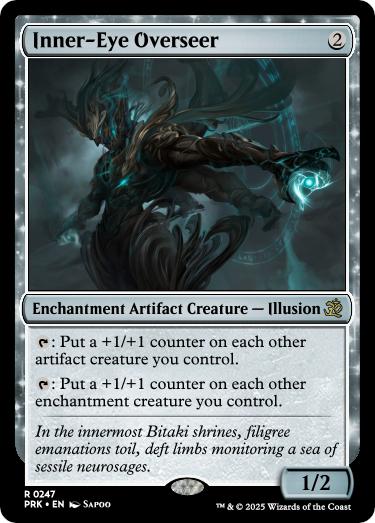 Inner-Eye Overseer
2
Enchantment Artifact Creature — Illusion
: Put a +1/+1 counter on each other
artifact creature you control.
: Put a +1/+1 counter on each other
enchantment creature you control.
In the innermost Bitaki shrines, filigree
emanations toil, deft limbs monitoring a sea of
sessile neurosages.
1/2
R 0247
PRK • EN Sapoo
™ & © 2025 Wizards of the Coast